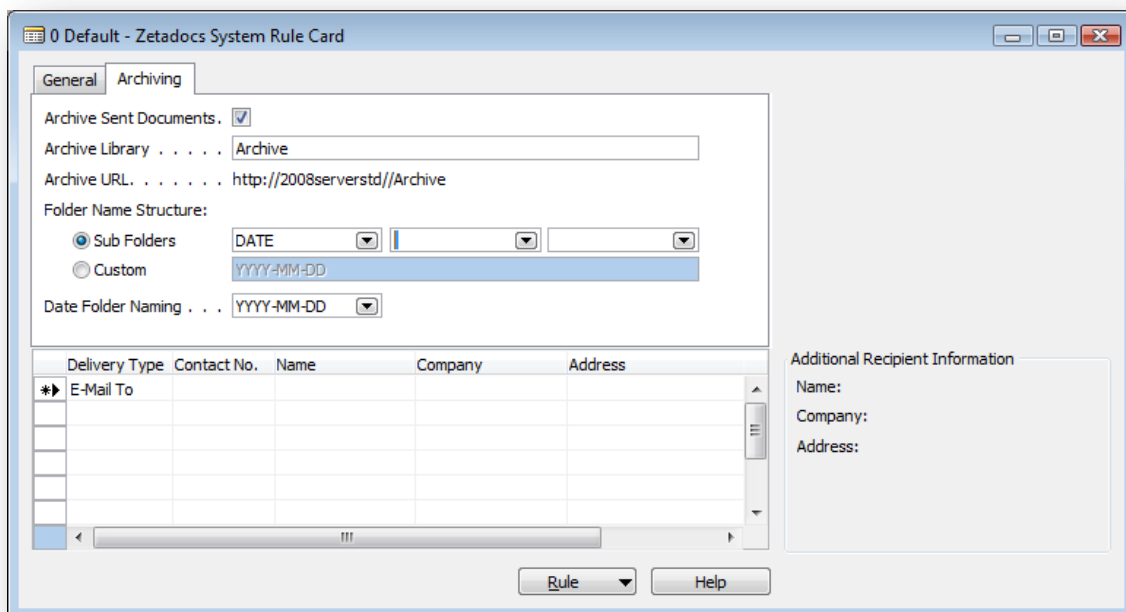 0 Default - Zetadocs System Rule Card
General Archiving
Archive Sent Documents.
Archive Library . . . . . Archive
Archive URL. . . . . . . http://2008serverstd//Archive
Folder Name Structure:
Sub Folders DATE
Custom YYYY-MM-DD
Date Folder Naming . . . YYYY-MM-DD
Delivery Type Contact No. Name Company Address
E-Mail To
Additional Recipient Information
Name:
Company:
Address:
Rule Help